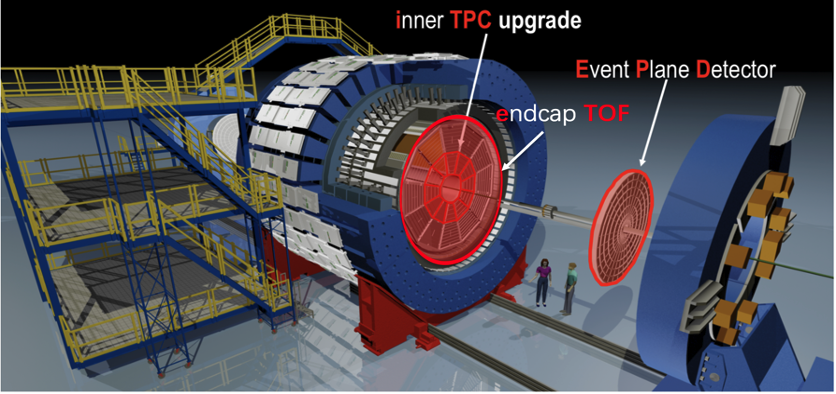 inner TPC upgrade
Event Plane Detector
endcap TOF